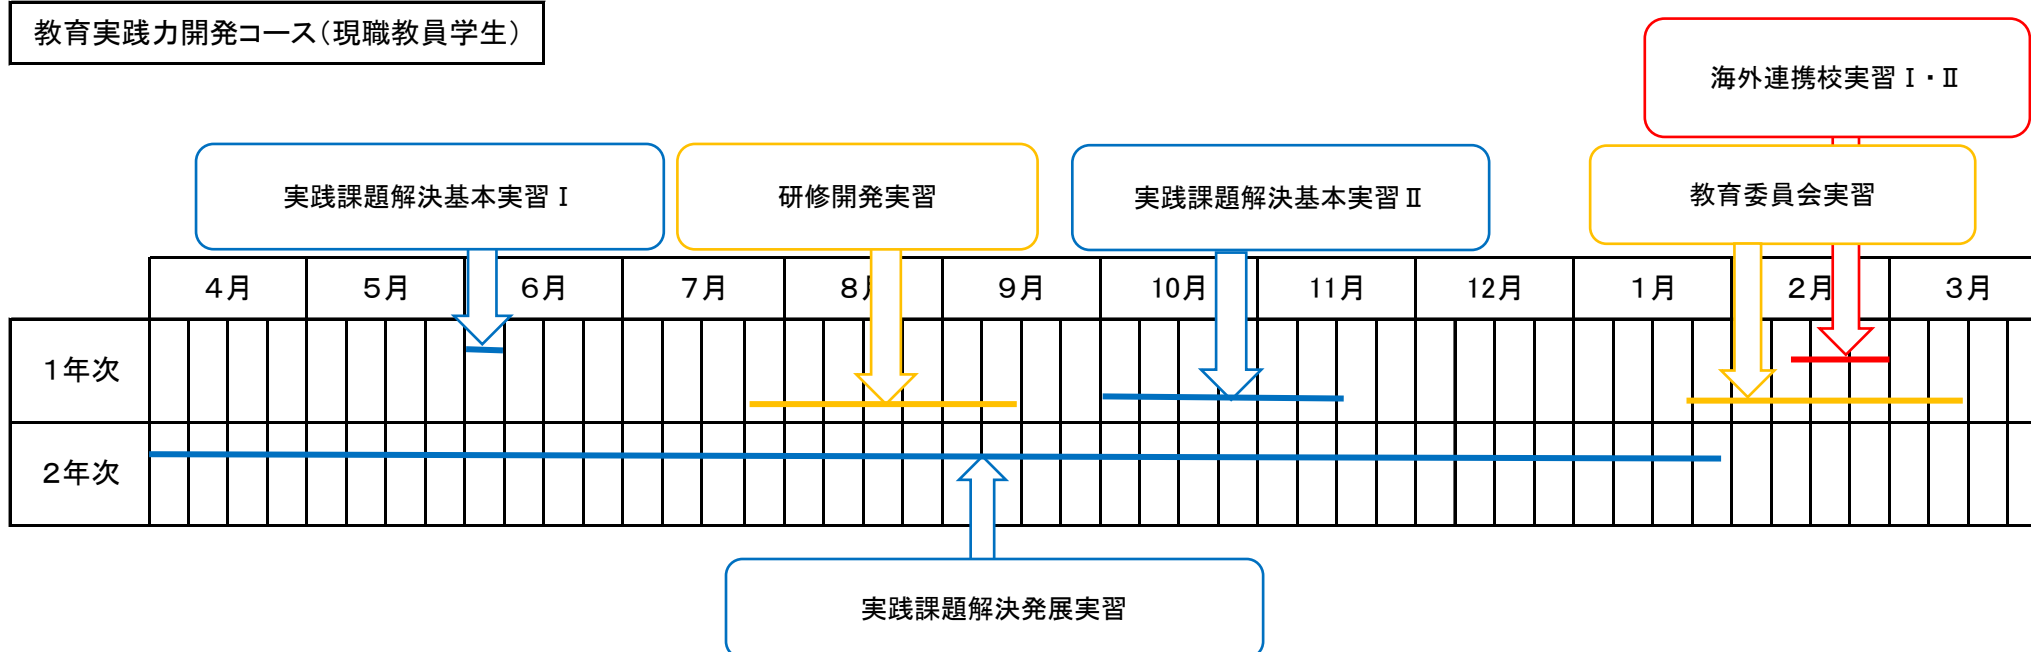 教育実践力開発コース(現職教員学生)
海外連携校実習Ⅰ・Ⅱ
実践課題解決基本実習Ⅰ
研修開発実習
実践課題解決基本実習Ⅱ
教育委員会実習
4月 5月 6月 7月 8月 9月 10月 11月 12月 1月 2月 3月
1年次
2年次
実践課題解決発展実習